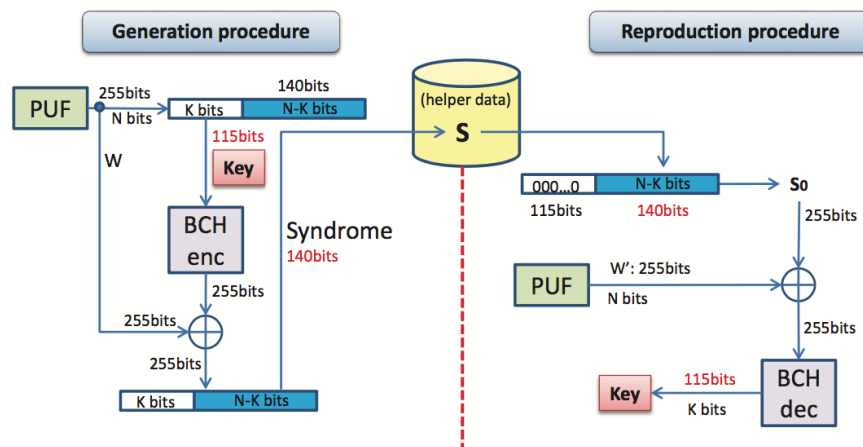 Generation procedure
Reproduction procedure
PUF
255bits
N bits
140bits
K bits
N-K bits
W
115bits
Key
BCH
enc
255bits
255bits
255bits
K bits
N-K bits
Syndrome
140bits
(helper data)
S
000...0
N-K bits
115bits
140bits
S0
255bits
PUF
W': 255bits
N bits
255bits
BCH
dec
115bits
K bits
Key